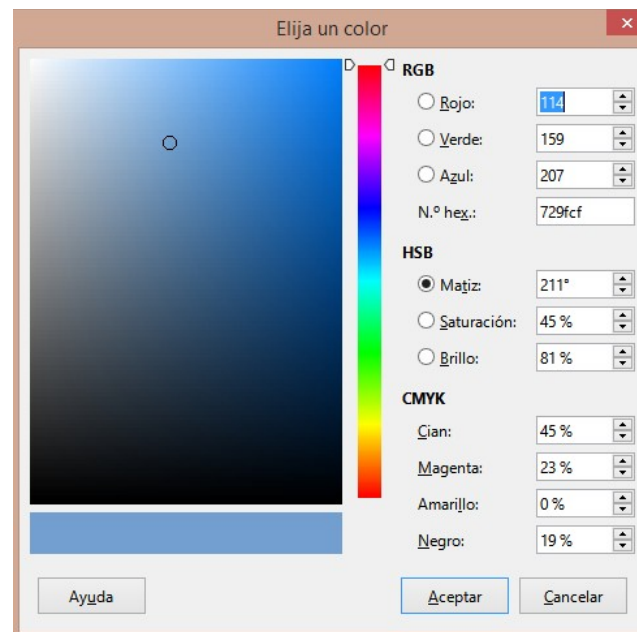 Elija un color
RGB
Rojo: 114
Verde: 159
Azul: 207
N.º hex.: 729fcf
HSB
Matiz: 211°
Saturación: 45 %
Brillo: 81 %
CMYK
Cian: 45 %
Magenta: 23 %
Amarillo: 0 %
Negro: 19 %
Ayuda Aceptar Cancelar